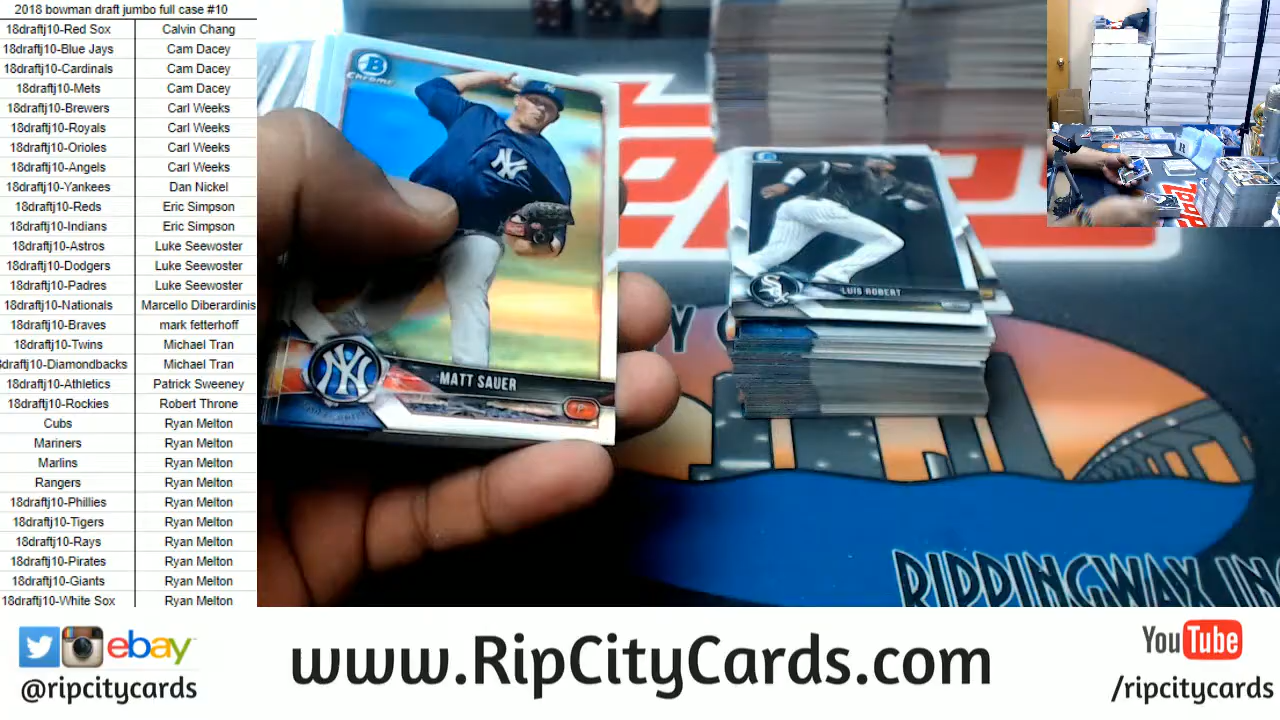 2018 bowman draft jumbo full case #10
18draftj10-Red Sox Calvin Chang
18draftj10-Blue Jays Cam Dacey
18draftj10-Cardinals Cam Dacey
18draftj10-Mets Cam Dacey
18draftj10-Brewers Carl Weeks
18draftj10-Royals Carl Weeks
18draftj10-Orioles Carl Weeks
18draftj10-Angels Carl Weeks
18draftj10-Yankees Dan Nickel
18draftj10-Reds Eric Simpson
18draftj10-Indians Eric Simpson
18draftj10-Astros Luke Seewoster
18draftj10-Dodgers Luke Seewoster
18draftj10-Padres Luke Seewoster
18draftj10-Nationals Marcello Diberardinis
18draftj10-Braves mark fetterhoff
18draftj10-Twins Michael Tran
draftj10-Diamondbacks Michael Tran
18draftj10-Athletics Patrick Sweeney
18draftj10-Rockies Robert Throne
Cubs Ryan Melton
Mariners Ryan Melton
Marlins Ryan Melton
Rangers Ryan Melton
18draftj10-Phillies Ryan Melton
18draftj10-Tigers Ryan Melton
18draftj10-Rays Ryan Melton
18draftj10-Pirates Ryan Melton
18draftj10-Giants Ryan Melton
18draftj10-White Sox Ryan Melton
B
Chrome
NY
NY
MATT SAUER
P
Sox
LUIS ROBERT
RIPPINGWAX INC
ebay
@ripcitycards
www.RipCityCards.com
YouTube
/ripcitycards